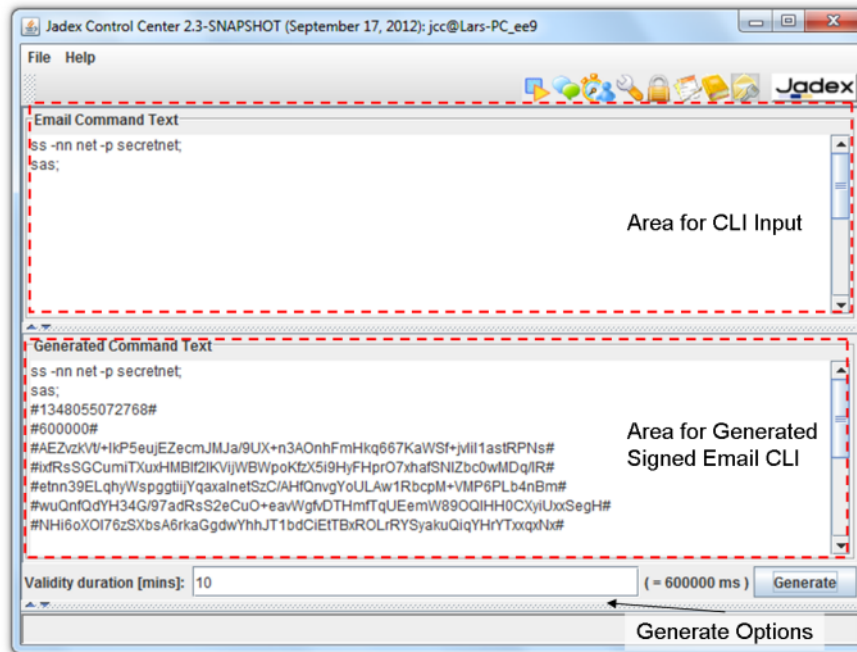 Jadex Control Center 2.3-SNAPSHOT (September 17, 2012): jcc@Lars-PC_ee9
File Help
Jadex
Email Command Text
ss -nn net -p secretnet;
sas;
Area for CLI Input
Generated Command Text
ss -nn net -p secretnet;
sas;
#1348055072768#
#600000#
#AEZvzkVt/+IkP5eujEZecmJMJa/9UX+n3AOnhFmHkq667KaWSf+jvlil1astRPNs#
#ixfRsSGCumiTXuxHMBlf2IKVijWBWpoKfzX5i9HyFHprO7xhafSNIZbc0wMDq/IR#
#etnn39ELqhyWspggtiijYqaxaInetSzC/AHfQnvgYoULAw1RbcpM+VMP6PLb4nBm#
#wuQnfQdYH34G/97adRsS2eCuO+eavWgfvDTHmfTqUEemW89OQIHH0CXyiUxxSegH#
#NHi6oXOI76zSXbsA6rkaGgdwYhhJT1bdCiEtTBxROLrRYSyakuQiqYHrYTxxqxNx#
Area for Generated
Signed Email CLI
Validity duration [mins]: 10 ( = 600000 ms ) Generate
Generate Options